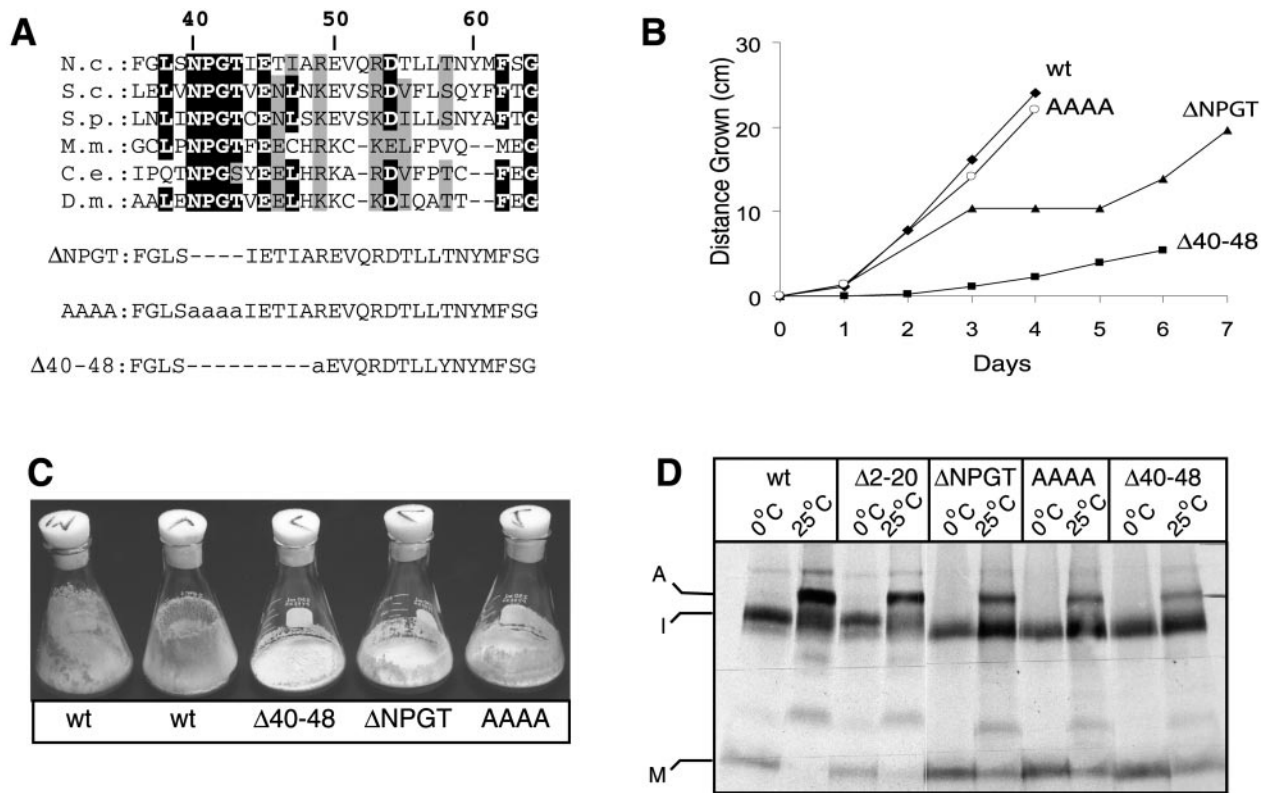 A
40 50 60
N.c.:FGLSNPGTIETIAREVQRDTLLTNYMFSG
S.c.:LELVNPGTVENLNKEVSRDVFLSQYFFTG
S.p.:LNLINPGTCENLSKEVSKDILLSNYAFTG
M.m.:GCLPNPGTFEECHRKC-KELFPVQ--MEG
C.e.:IPQTNPGSYEELHRKA-RDVFPTC--FEG
D.m.:AALENPGTVEELHKKC-KDIQATT--FEG
ΔNPGT:FGLS----IETIAREVQRDTLLTNYMFSG
AAAA:FGLSaaaaIETIAREVQRDTLLTNYMFSG
Δ40-48:FGLS---------aEVQRDTLLYNYMFSG
B
Distance Grown (cm)
30
20
10
0
0 1 2 3 4 5 6 7
Days
wt
AAAA
ΔNPGT
Δ40-48
C
wt wt Δ40-48 ΔNPGT AAAA
D
wt Δ2-20 ΔNPGT AAAA Δ40-48
0°C 25°C 0°C 25°C 0°C 25°C 0°C 25°C 0°C 25°C
A
I
M